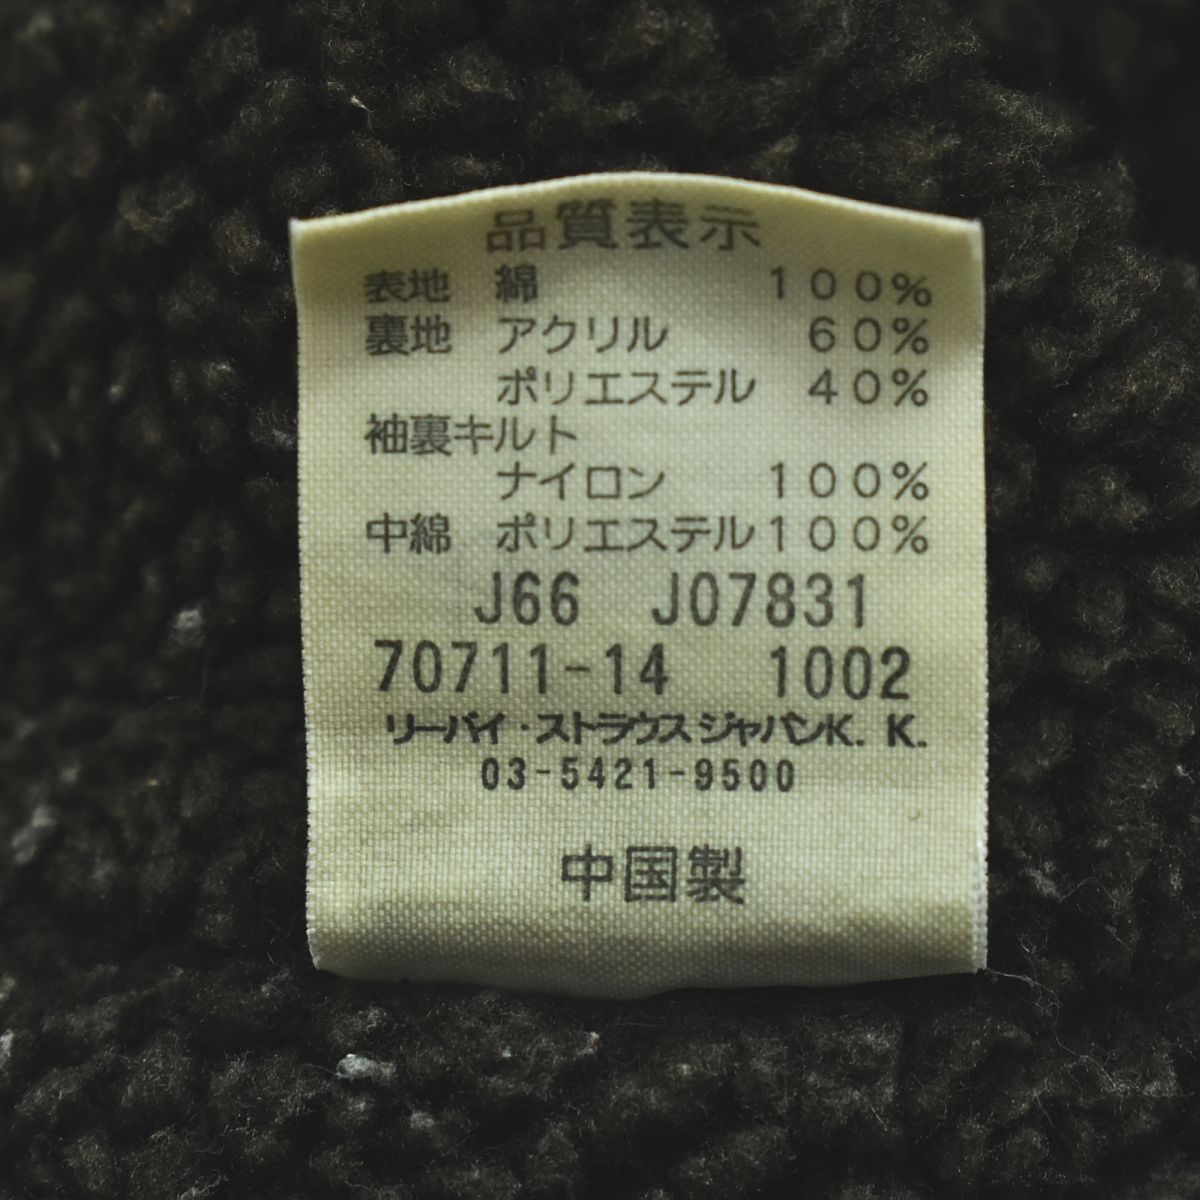 品質表示
表地 綿 100%
裏地 アクリル 60%
ポリエステル 40%
袖裏キルト
ナイロン 100%
中綿 ポリエステル100%
J66 J07831
70711-14 1002
リーバイ・ストラウスジャパンK.K.
03-5421-9500
中国製